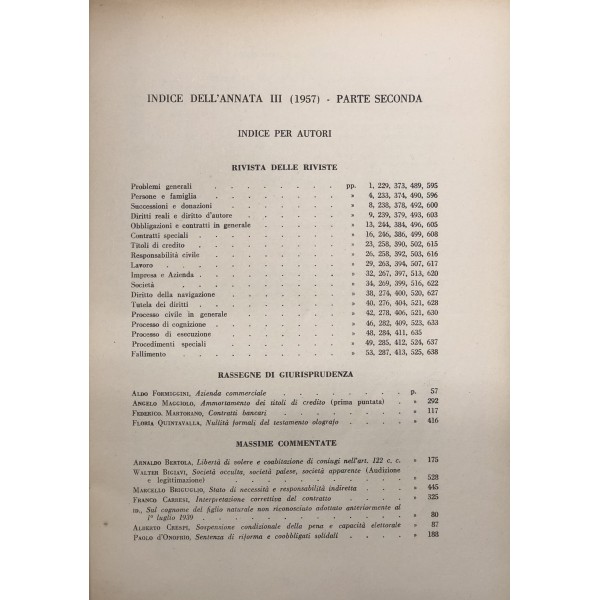 INDICE DELL'ANNATA III (1957) - PARTE SECONDA
INDICE PER AUTORI
RIVISTA DELLE RIVISTE
Problemi generali . . . . . . . pp. 1, 229, 373, 489, 595
Persone e famiglia . . . . . . . » 4, 233, 374, 490, 596
Successioni e donazioni . . . . . . » 8, 238, 378, 492, 600
Diritti reali e diritto d'autore . . . . . » 9, 239, 379, 493, 603
Obbligazioni e contratti in generale . . . . » 13, 244, 384, 496, 605
Contratti speciali . . . . . . . » 16, 246, 386, 499, 608
Titoli di credito . . . . . . . » 23, 258, 390, 502, 615
Responsabilità civile . . . . . . » 26, 258, 392, 503, 616
Lavoro . . . . . . . . » 29, 263, 394, 507, 617
Impresa e Azienda . . . . . . . » 32, 267, 397, 513, 620
Società . . . . . . . . » 34, 269, 399, 516, 622
Diritto della navigazione . . . . . » 38, 274, 400, 520, 627
Tutela dei diritti . . . . . . . » 40, 276, 404, 521, 628
Processo civile in generale . . . . . » 42, 278, 406, 521, 630
Processo di cognizione . . . . . . » 46, 282, 409, 523, 633
Processo di esecuzione . . . . . . » 48, 284, 411, 635
Procedimenti speciali . . . . . . » 49, 285, 412, 524, 637
Fallimento . . . . . . . . » 53, 287, 413, 525, 638
RASSEGNE DI GIURISPRUDENZA
ALDO FORMIGGINI, Azienda commerciale . . . . . . . . p. 57
ANGELO MAGGIOLO, Ammortamento dei titoli di credito (prima puntata) . » 292
FEDERICO MARTORANO, Contratti bancari . . . . . . . » 117
FLORIA QUINTAVALLA, Nullità formali del testamento olografo . . . » 416
MASSIME COMMENTATE
ARNALDO BERTOLA, Libertà di volere e coabitazione di coniugi nell'art. 122 c. c. » 175
WALTER BIGIAVI, Società occulta, società palese, società apparente (Audizione
e legittimazione) . . . . . . . . . » 528
MARCELLO BRIGUGLIO, Stato di necessità e responsabilità indiretta . . . » 445
FRANCO CARRESI, Interpretazione correttiva del contratto . . . » 325
ID., Sul cognome del figlio naturale non riconosciuto adottato anteriormente al
1° luglio 1939 . . . . . . . . . » 80
ALBERTO CRESPI, Sospensione condizionale della pena e capacità elettorale » 87
PAOLO D'ONOFRIO, Sentenza di riforma e coobbligati solidali . . . . » 188